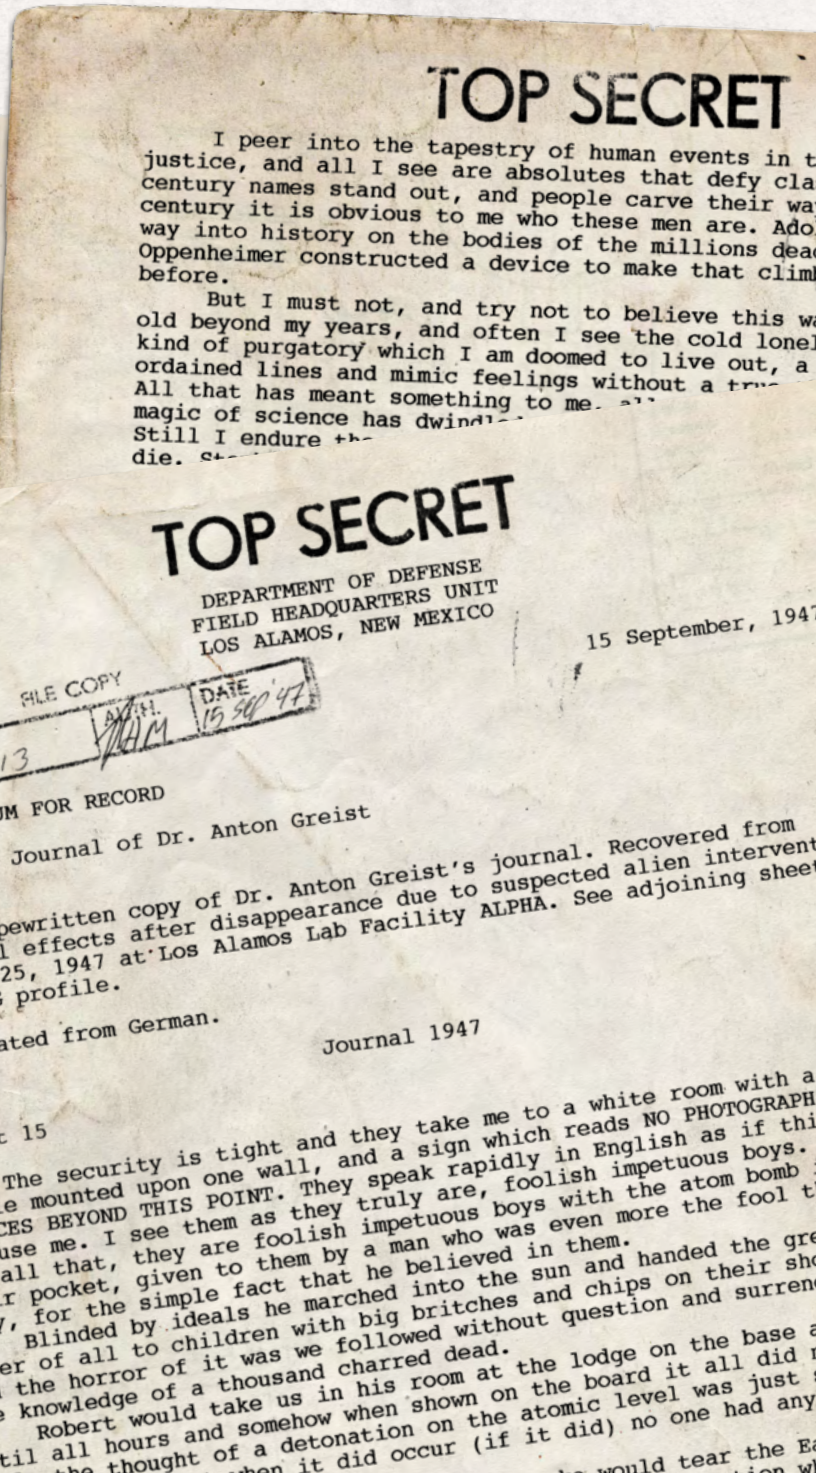 TOP SECRET
I peer into the tapestry of human events in t
justice, and all I see are absolutes that defy cla
century names stand out, and people carve their wa
century it is obvious to me who these men are. Ado
way into history on the bodies of the millions dea
Oppenheimer constructed a device to make that climb
before.
But I must not, and try not to believe this wa
old beyond my years, and often I see the cold lonel
kind of purgatory which I am doomed to live out, a
ordained lines and mimic feelings without a
All that has meant something to me,
magic of science has
Still I endure
die.
TOP SECRET
DEPARTMENT OF DEFENSE
FIELD HEADQUARTERS UNIT
LOS ALAMOS, NEW MEXICO
15 September, 1947
FILE COPY
AUTH.
DATE
13
15 Sep '47
UM FOR RECORD
Journal of Dr. Anton Greist
pewritten copy of Dr. Anton Greist's journal. Recovered from
l effects after disappearance due to suspected alien intervent
25, 1947 at Los Alamos Lab Facility ALPHA. See adjoining sheet
profile.
ated from German.
Journal 1947
t 15
The security is tight and they take me to a white room with a
le mounted upon one wall, and a sign which reads NO PHOTOGRAPH
CES BEYOND THIS POINT. They speak rapidly in English as if thi
use me. I see them as they truly are, foolish impetuous boys.
all that, they are foolish impetuous boys with the atom bomb
ir pocket, given to them by a man who was even more the fool t
y, for the simple fact that he believed in them.
Blinded by ideals he marched into the sun and handed the gre
er of all to children with big britches and chips on their sho
the horror of it was we followed without question and surren
e knowledge of a thousand charred dead.
Robert would take us in his room at the lodge on the base a
til all hours and somehow when shown on the board it all did
the thought of a detonation on the atomic level was just
when it did occur (if it did) no one had any
would tear the Ea